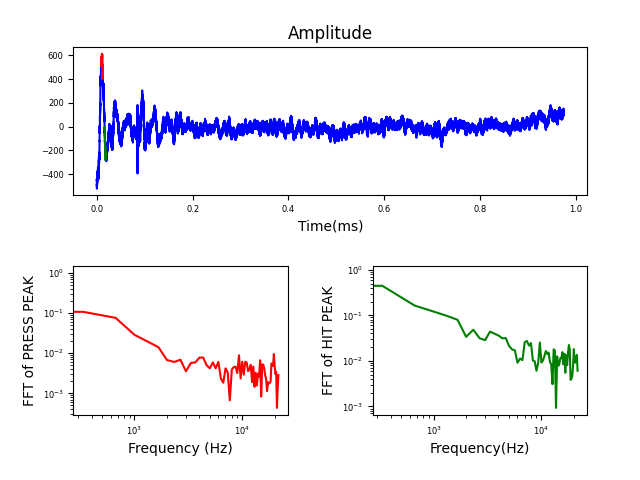 Amplitude
600
400
200
0
−200
−400
0.0 0.2 0.4 0.6 0.8 1.0
Time(ms)
FFT of PRESS PEAK
10⁰
10⁻¹
10⁻²
10⁻³
10³ 10⁴
Frequency (Hz)
FFT of HIT PEAK
10⁰
10⁻¹
10⁻²
10⁻³
10³ 10⁴
Frequency(Hz)